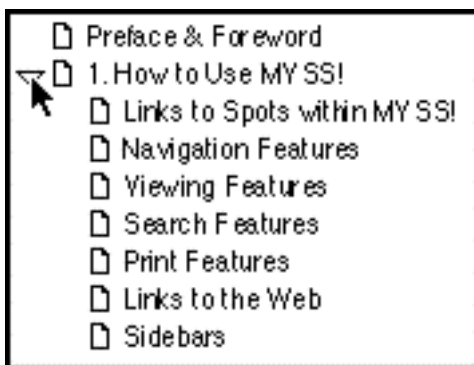 Preface & Foreword
1. How to Use MY SS!
Links to Spots within MY SS!
Navigation Features
Viewing Features
Search Features
Print Features
Links to the Web
Sidebars